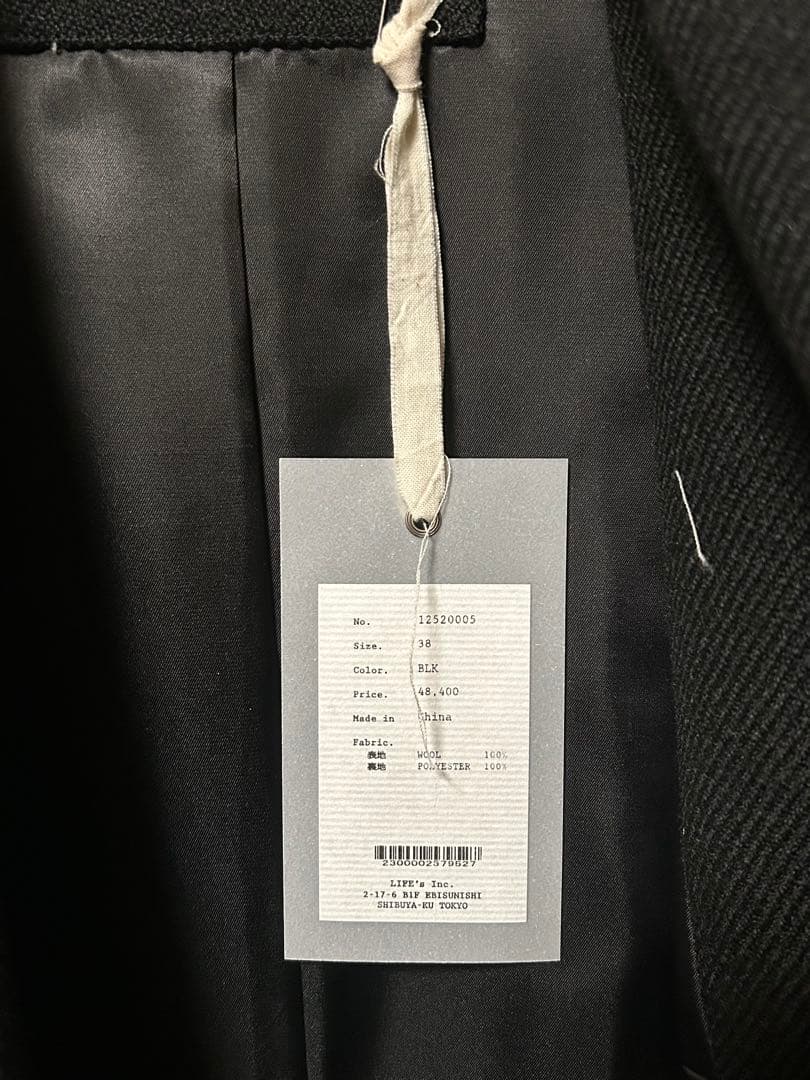 No. 12520005
Size. 38
Color. BLK
Price. 48,400
Made in China
Fabric.
表地 WOOL 100%
裏地 POLYESTER 100%
2300002579527
LIFE's Inc.
2-17-6 B1F EBISUNISHI
SHIBUYA-KU TOKYO